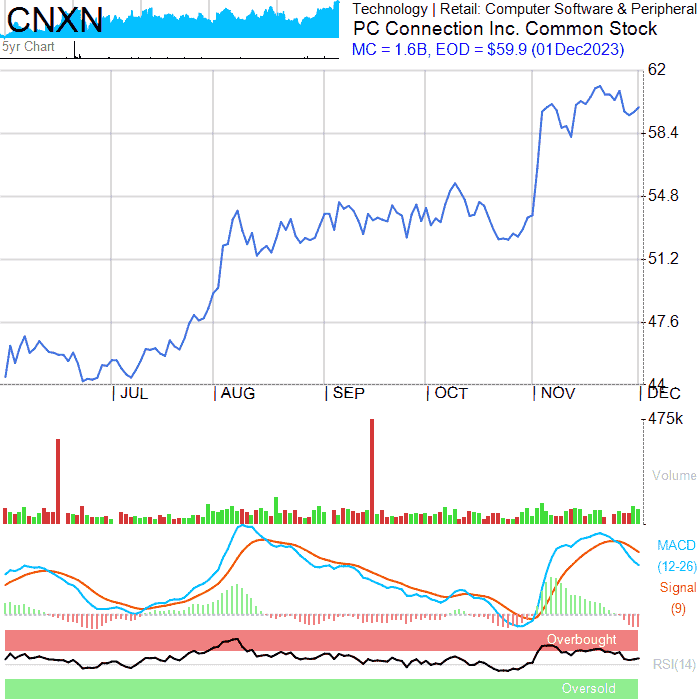 CNXN
5yr Chart
Technology | Retail: Computer Software & Peripheral
PC Connection Inc. Common Stock
MC = 1.6B, EOD = $59.9 (01Dec2023)
62
58.4
54.8
51.2
47.6
44
JUL AUG SEP OCT NOV DEC
475k
Volume
MACD
(12-26)
Signal
(9)
Overbought
RSI(14)
Oversold